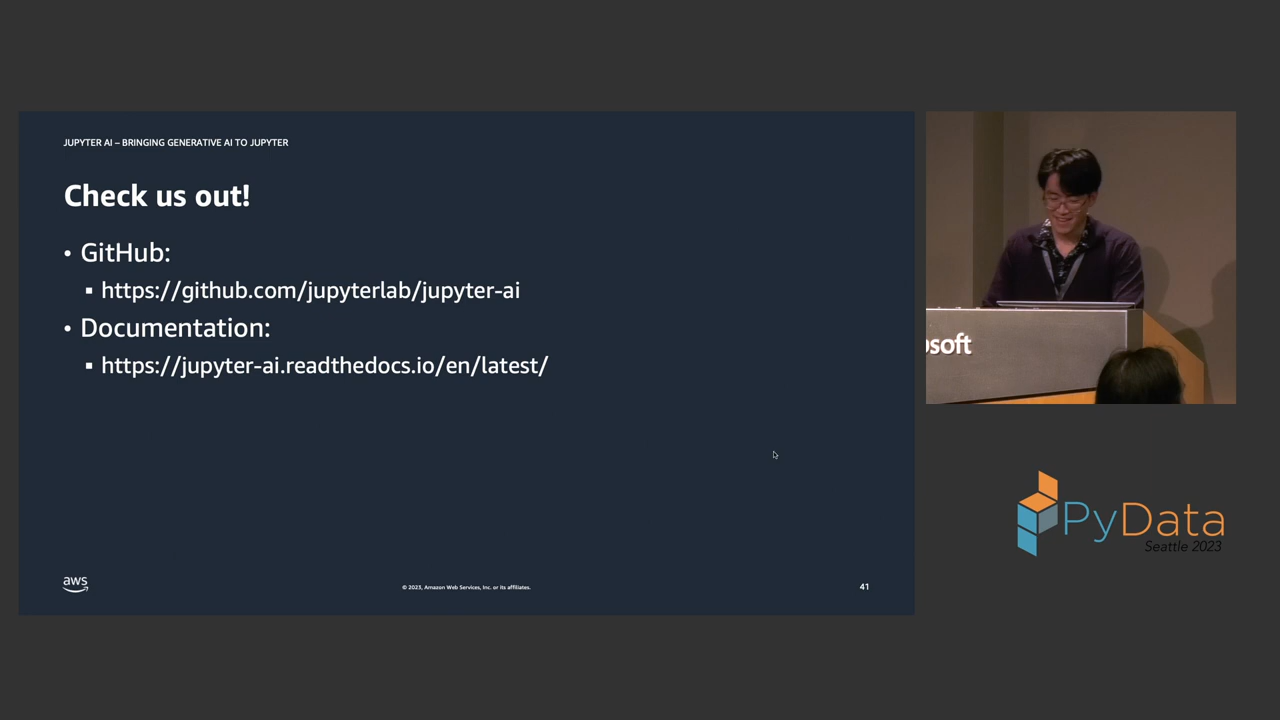 JUPYTER AI – BRINGING GENERATIVE AI TO JUPYTER
Check us out!
• GitHub:
▪ https://github.com/jupyterlab/jupyter-ai
• Documentation:
▪ https://jupyter-ai.readthedocs.io/en/latest/
aws
© 2023, Amazon Web Services, Inc. or its affiliates.
41
osoft
PyData
Seattle 2023